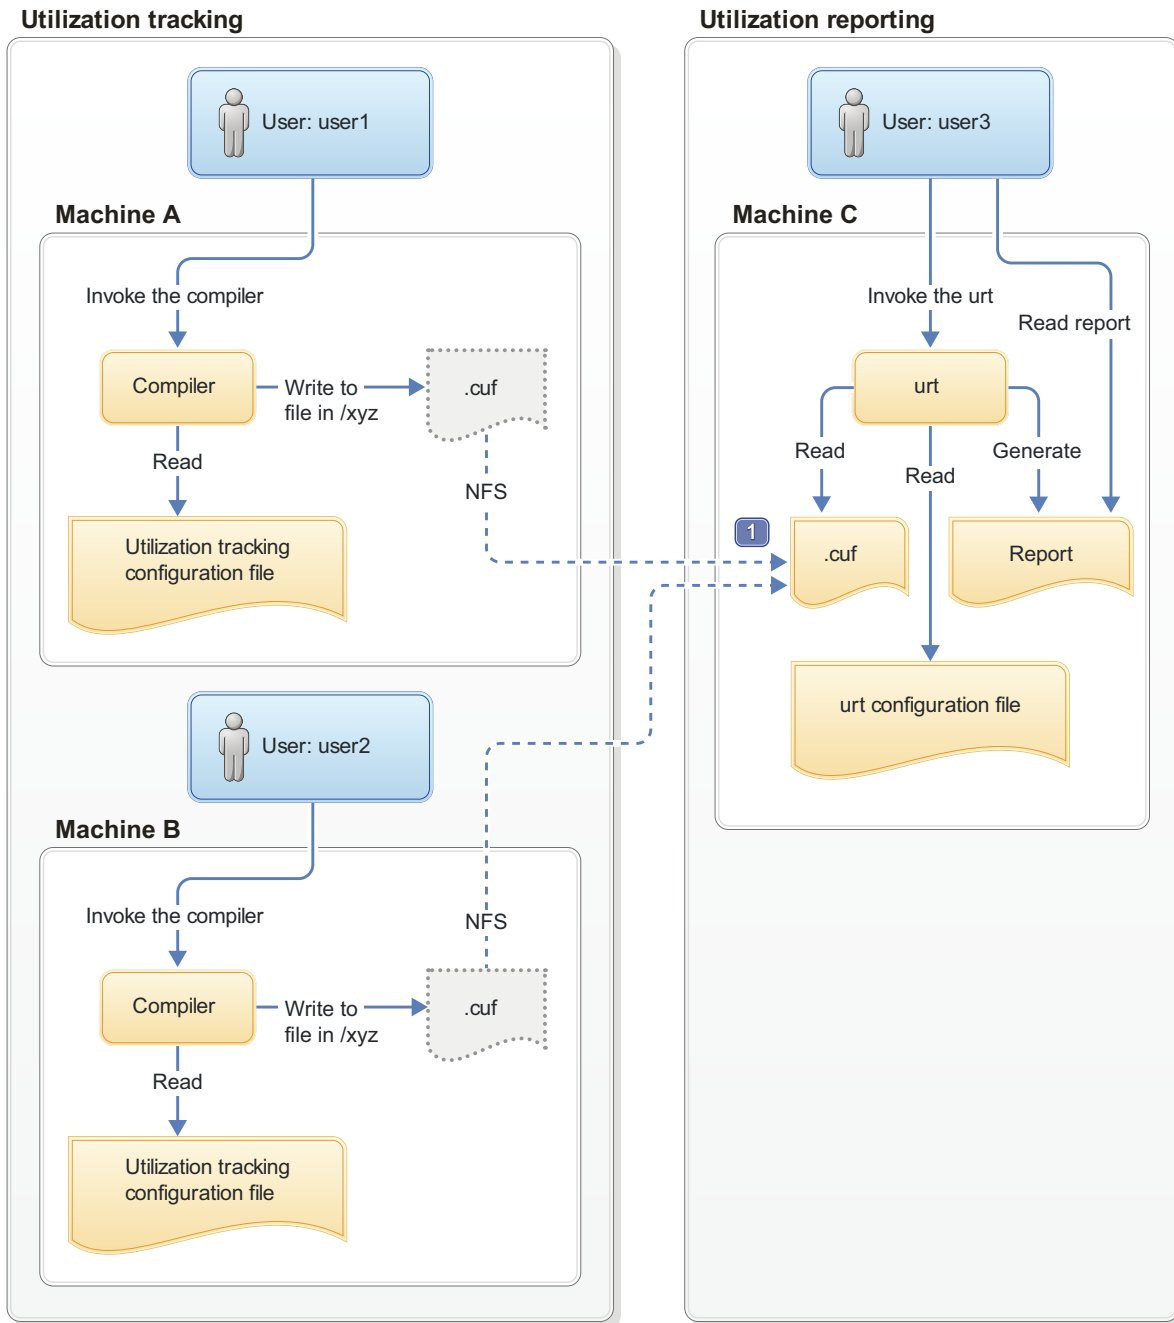 Utilization tracking
User: user1
Machine A
Invoke the compiler
Compiler
Write to
file in /xyz
.cuf
Read
NFS
Utilization tracking
configuration file
User: user2
Machine B
Invoke the compiler
NFS
Compiler
Write to
file in /xyz
.cuf
Read
Utilization tracking
configuration file
Utilization reporting
User: user3
Machine C
Invoke the urt
Read report
urt
Read
Read
Generate
1
.cuf
Report
urt configuration file